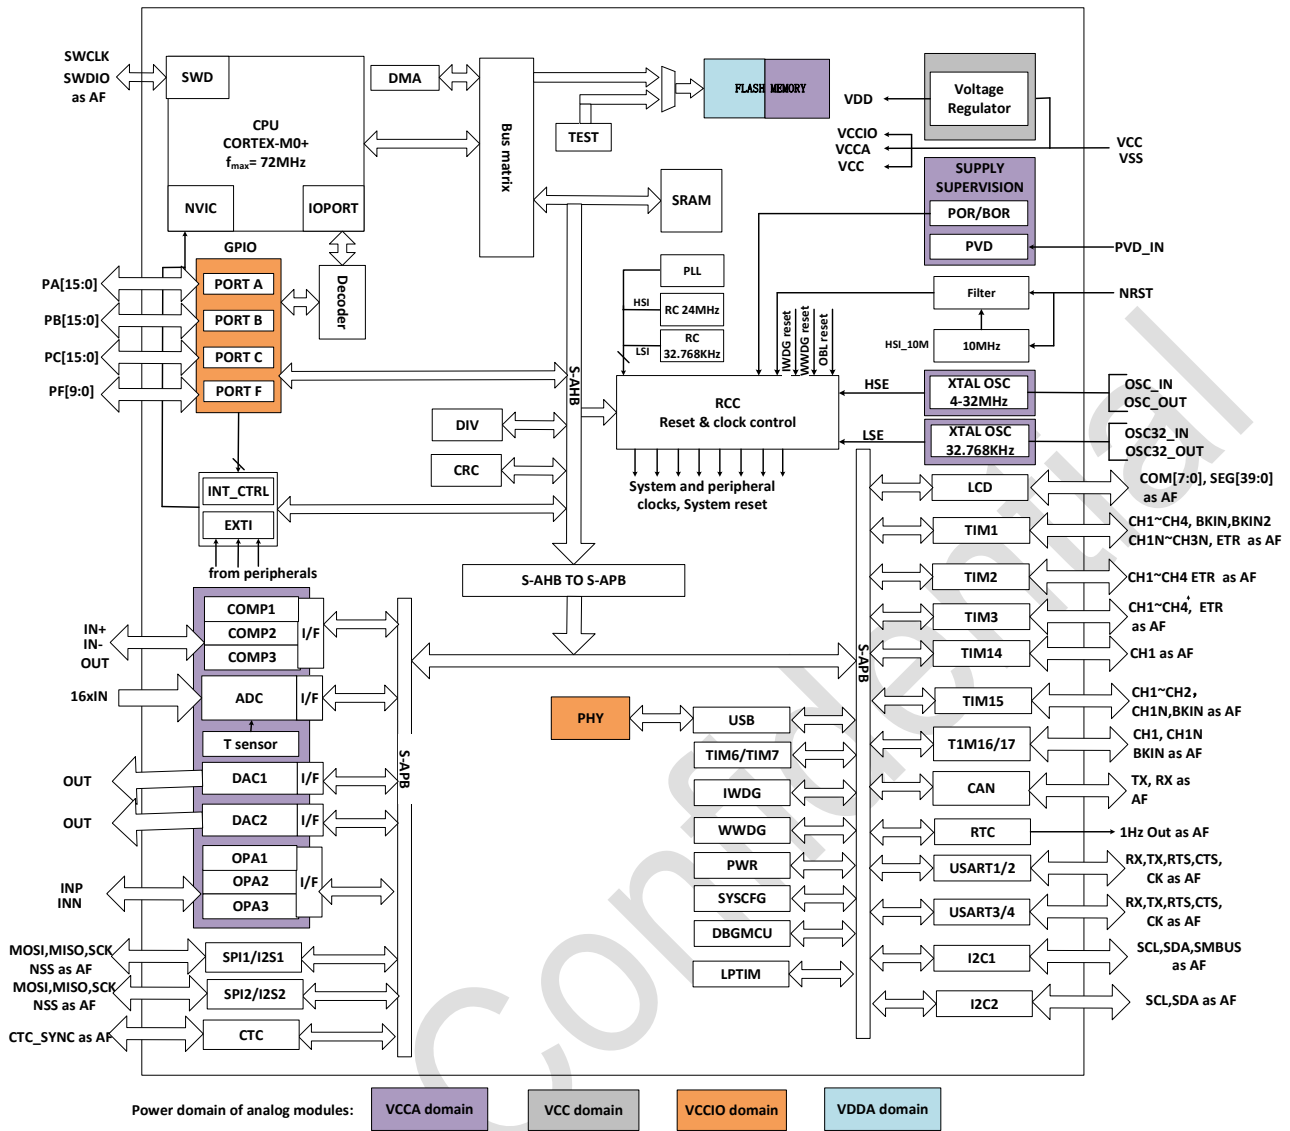 SWCLK
SWDIO
as AF
SWD
CPU
CORTEX-M0+
fmax= 72MHz
NVIC
IOPORT
DMA
Bus matrix
TEST
FLASH MEMORY
SRAM
Voltage
Regulator
VDD
VCCIO
VCCA
VCC
VCC
VSS
SUPPLY
SUPERVISION
POR/BOR
PVD
PVD_IN
NRST
Filter
HSI_10M
10MHz
GPIO
PORT A
PORT B
PORT C
PORT F
PA[15:0]
PB[15:0]
PC[15:0]
PF[9:0]
Decoder
PLL
HSI
RC 24MHz
LSI
RC
32.768KHz
IWDG reset
WWDG reset
OBL reset
S-AHB
RCC
Reset & clock control
HSE
LSE
XTAL OSC
4-32MHz
XTAL OSC
32.768KHz
OSC_IN
OSC_OUT
OSC32_IN
OSC32_OUT
System and peripheral
clocks, System reset
DIV
CRC
INT_CTRL
EXTI
from peripherals
S-AHB TO S-APB
COMP1
COMP2
COMP3
I/F
IN+
IN-
OUT
16xIN
ADC
I/F
T sensor
OUT
DAC1
I/F
OUT
DAC2
I/F
OPA1
OPA2
OPA3
I/F
INP
INN
MOSI,MISO,SCK
NSS as AF
SPI1/I2S1
MOSI,MISO,SCK
NSS as AF
SPI2/I2S2
CTC_SYNC as AF
CTC
S-APB
PHY
USB
TIM6/TIM7
IWDG
WWDG
PWR
SYSCFG
DBGMCU
LPTIM
S-APB
LCD
COM[7:0], SEG[39:0]
as AF
TIM1
CH1~CH4, BKIN,BKIN2
CH1N~CH3N, ETR as AF
TIM2
CH1~CH4 ETR as AF
TIM3
CH1~CH4, ETR
as AF
TIM14
CH1 as AF
TIM15
CH1~CH2,
CH1N,BKIN as AF
T1M16/17
CH1, CH1N
BKIN as AF
CAN
TX, RX as
AF
RTC
1Hz Out as AF
USART1/2
RX,TX,RTS,CTS,
CK as AF
USART3/4
RX,TX,RTS,CTS,
CK as AF
I2C1
SCL,SDA,SMBUS
as AF
I2C2
SCL,SDA as AF
Confidential
Power domain of analog modules:
VCCA domain
VCC domain
VCCIO domain
VDDA domain